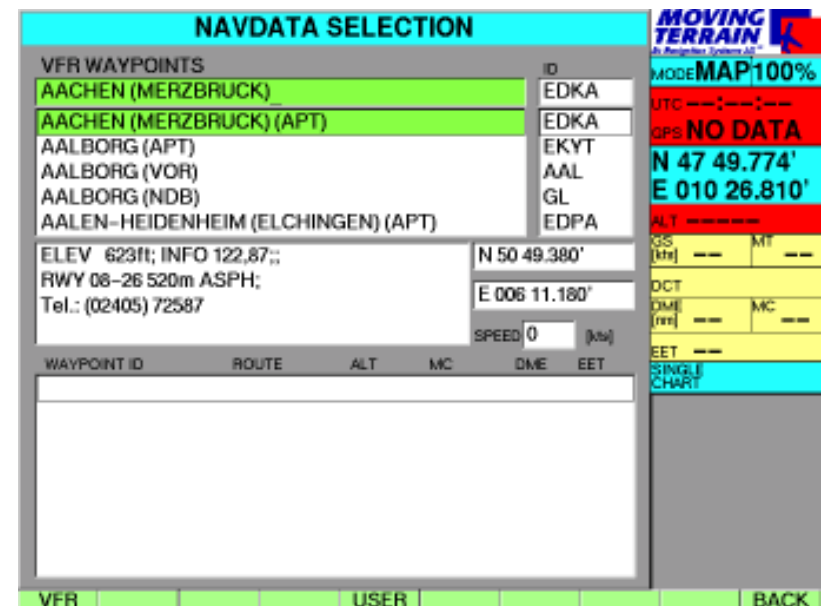 NAVDATA SELECTION
VFR WAYPOINTS ID
AACHEN (MERZBRUCK)_ EDKA
AACHEN (MERZBRUCK) (APT) EDKA
AALBORG (APT) EKYT
AALBORG (VOR) AAL
AALBORG (NDB) GL
AALEN-HEIDENHEIM (ELCHINGEN) (APT) EDPA
ELEV 623ft; INFO 122,87;;
RWY 08-26 520m ASPH;
Tel.: (02405) 72587
N 50 49.380'
E 006 11.180'
SPEED 0 [kts]
WAYPOINT ID ROUTE ALT MC DME EET
VFR USER BACK
MOVING
TERRAIN
MODE MAP 100%
UTC --:--:--
GPS NO DATA
N 47 49.774'
E 010 26.810'
ALT -----
GS [kts] -- MT --
DCT
DME [nm] -- MC --
EET --
SINGLE
CHART